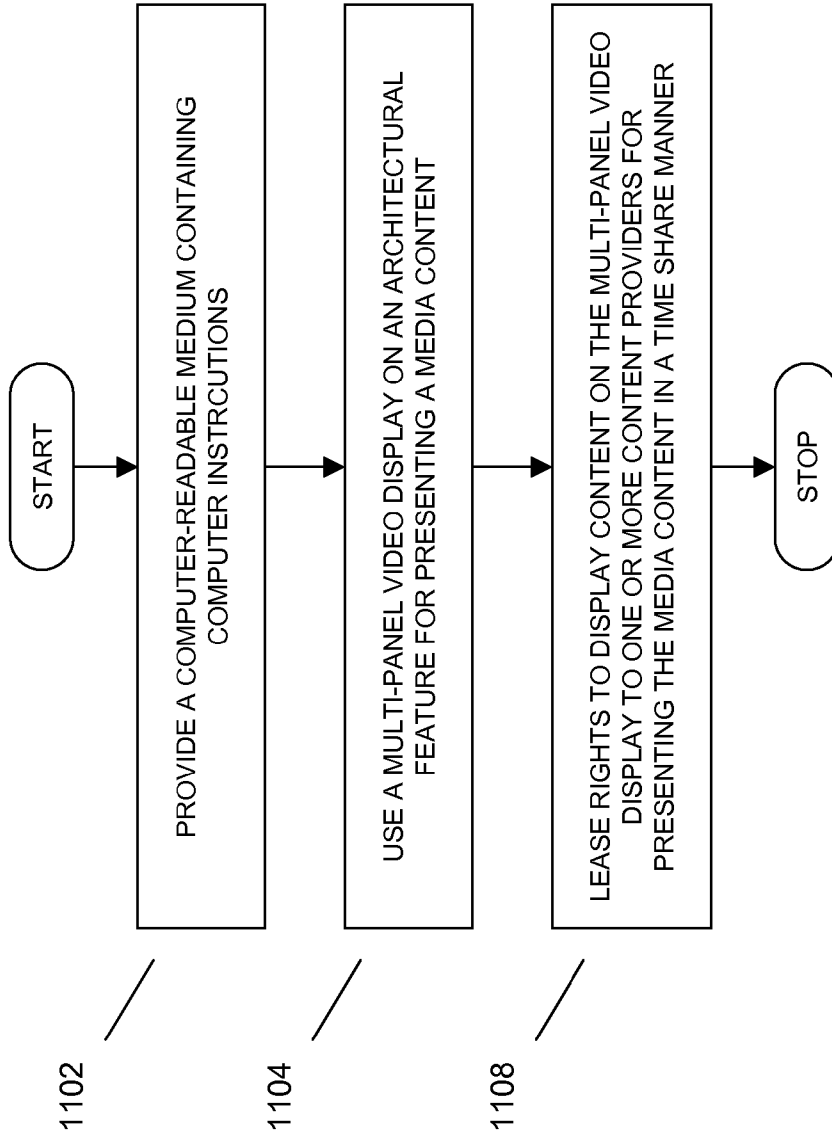 START
1102
PROVIDE A COMPUTER-READABLE MEDIUM CONTAINING
COMPUTER INSTRCUTIONS
1104
USE A MULTI-PANEL VIDEO DISPLAY ON AN ARCHITECTURAL
FEATURE FOR PRESENTING A MEDIA CONTENT
1108
LEASE RIGHTS TO DISPLAY CONTENT ON THE MULTI-PANEL VIDEO
DISPLAY TO ONE OR MORE CONTENT PROVIDERS FOR
PRESENTING THE MEDIA CONTENT IN A TIME SHARE MANNER
STOP